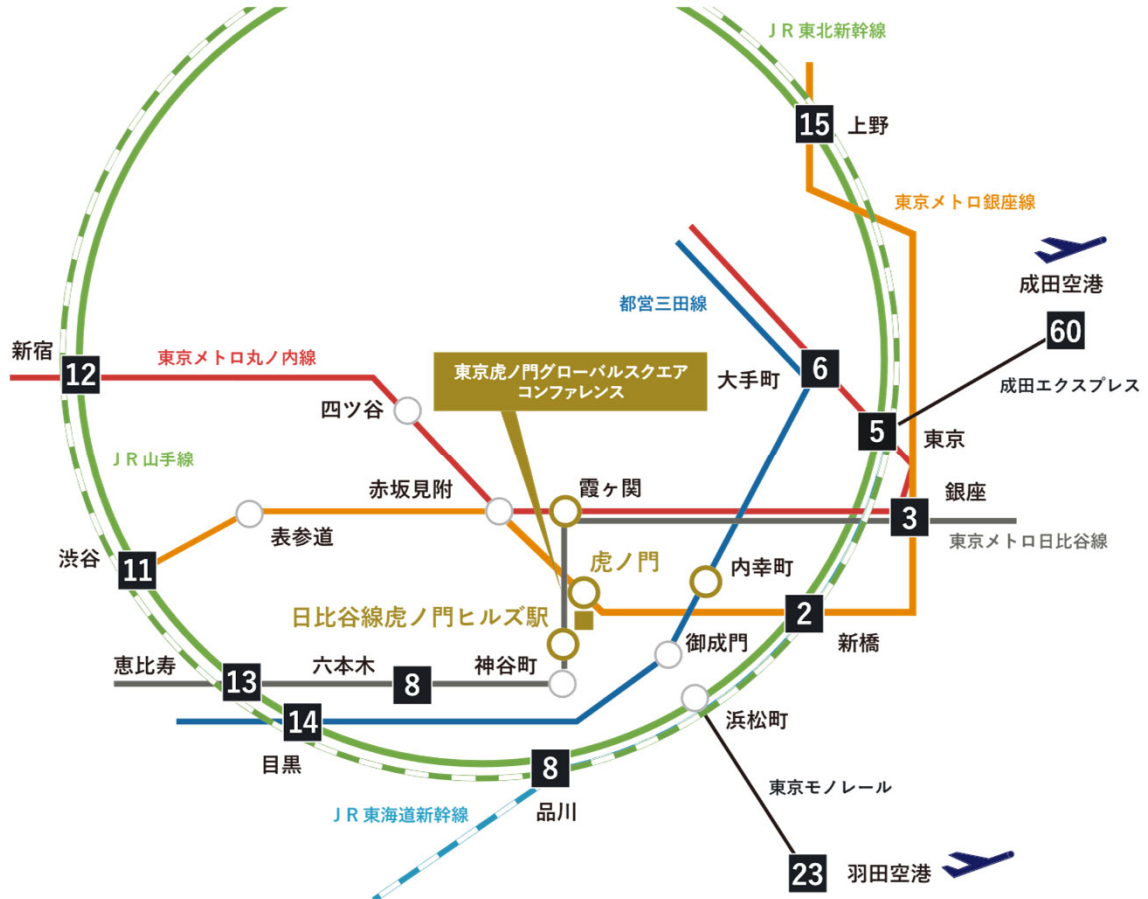 JR東北新幹線
15
上野
東京メトロ銀座線
成田空港
60
都営三田線
新宿
12
東京メトロ丸ノ内線
東京虎ノ門グローバルスクエア
コンファレンス
大手町
6
成田エクスプレス
四ツ谷
5
東京
JR山手線
赤坂見附
霞ヶ関
銀座
3
表参道
東京メトロ日比谷線
渋谷
11
虎ノ門
内幸町
日比谷線虎ノ門ヒルズ駅
2
新橋
御成門
恵比寿
13
六本木
8
神谷町
14
目黒
浜松町
8
品川
東京モノレール
JR東海道新幹線
23
羽田空港